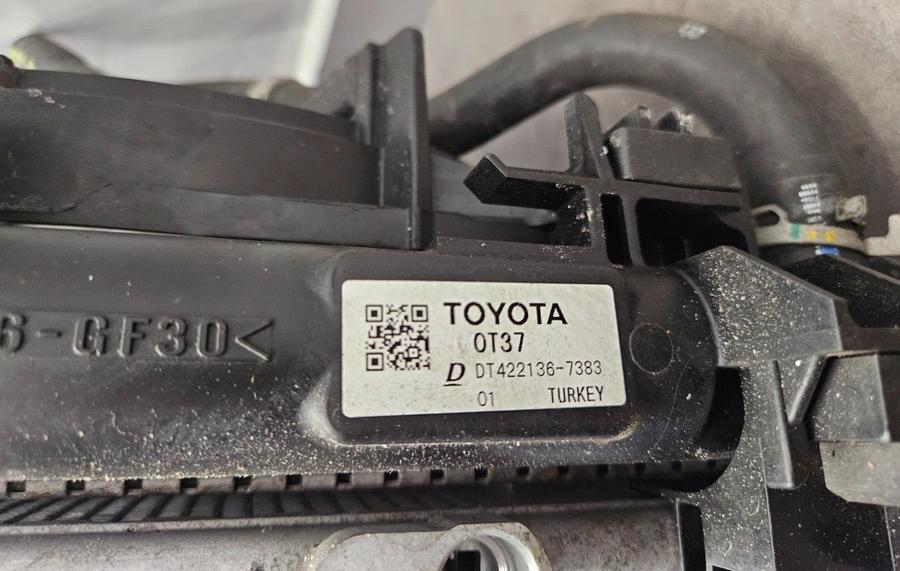 6-GF30<
TOYOTA
0T37
D DT422136-7383
01 TURKEY